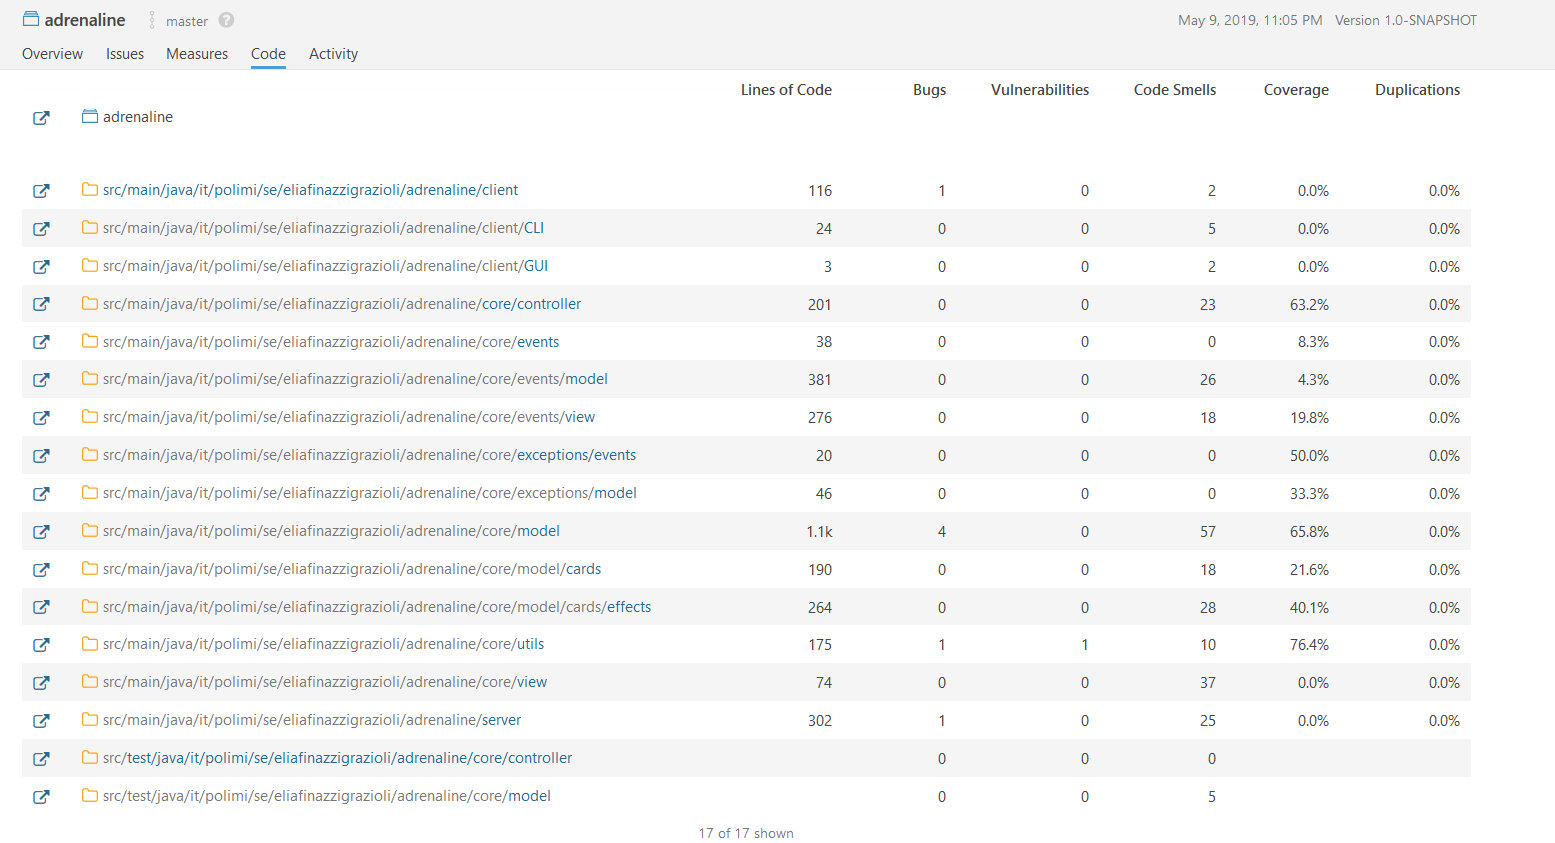 adrenaline master ? May 9, 2019, 11:05 PM Version 1.0-SNAPSHOT
Overview Issues Measures Code Activity
Lines of Code Bugs Vulnerabilities Code Smells Coverage Duplications
adrenaline
src/main/java/it/polimi/se/eliafinazzigrazioli/adrenaline/client 116 1 0 2 0.0% 0.0%
src/main/java/it/polimi/se/eliafinazzigrazioli/adrenaline/client/CLI 24 0 0 5 0.0% 0.0%
src/main/java/it/polimi/se/eliafinazzigrazioli/adrenaline/client/GUI 3 0 0 2 0.0% 0.0%
src/main/java/it/polimi/se/eliafinazzigrazioli/adrenaline/core/controller 201 0 0 23 63.2% 0.0%
src/main/java/it/polimi/se/eliafinazzigrazioli/adrenaline/core/events 38 0 0 0 8.3% 0.0%
src/main/java/it/polimi/se/eliafinazzigrazioli/adrenaline/core/events/model 381 0 0 26 4.3% 0.0%
src/main/java/it/polimi/se/eliafinazzigrazioli/adrenaline/core/events/view 276 0 0 18 19.8% 0.0%
src/main/java/it/polimi/se/eliafinazzigrazioli/adrenaline/core/exceptions/events 20 0 0 0 50.0% 0.0%
src/main/java/it/polimi/se/eliafinazzigrazioli/adrenaline/core/exceptions/model 46 0 0 0 33.3% 0.0%
src/main/java/it/polimi/se/eliafinazzigrazioli/adrenaline/core/model 1.1k 4 0 57 65.8% 0.0%
src/main/java/it/polimi/se/eliafinazzigrazioli/adrenaline/core/model/cards 190 0 0 18 21.6% 0.0%
src/main/java/it/polimi/se/eliafinazzigrazioli/adrenaline/core/model/cards/effects 264 0 0 28 40.1% 0.0%
src/main/java/it/polimi/se/eliafinazzigrazioli/adrenaline/core/utils 175 1 1 10 76.4% 0.0%
src/main/java/it/polimi/se/eliafinazzigrazioli/adrenaline/core/view 74 0 0 37 0.0% 0.0%
src/main/java/it/polimi/se/eliafinazzigrazioli/adrenaline/server 302 1 0 25 0.0% 0.0%
src/test/java/it/polimi/se/eliafinazzigrazioli/adrenaline/core/controller 0 0 0
src/test/java/it/polimi/se/eliafinazzigrazioli/adrenaline/core/model 0 0 5
17 of 17 shown